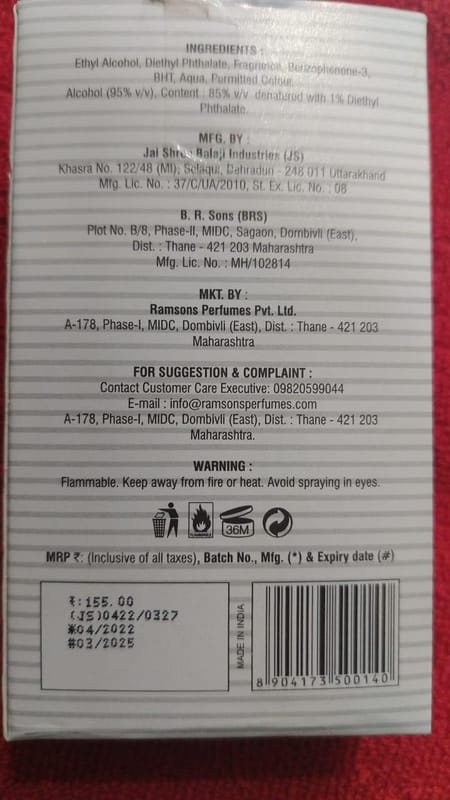 INGREDIENTS :
Ethyl Alcohol, Diethyl Phthalate, Fragrance, Benzophenone-3,
BHT, Aqua, Permitted Colour.
Alcohol (95% v/v), Content : 85% v/v denatured with 1% Diethyl
Phthalate.
MFG. BY :
Jai Shree Balaji Industries (JS)
Khasra No. 122/48 (MI), Selaqui, Dehradun - 248 011 Uttarakhand
Mfg. Lic. No. : 37/C/UA/2010, St. Ex. Lic. No. : 08
B. R. Sons (BRS)
Plot No. B/8, Phase-II, MIDC, Sagaon, Dombivli (East),
Dist. : Thane - 421 203 Maharashtra
Mfg. Lic. No. : MH/102814
MKT. BY :
Ramsons Perfumes Pvt. Ltd.
A-178, Phase-I, MIDC, Dombivli (East), Dist. : Thane - 421 203
Maharashtra
FOR SUGGESTION & COMPLAINT :
Contact Customer Care Executive: 09820599044
E-mail : info@ramsonsperfumes.com
A-178, Phase-I, MIDC, Dombivli (East), Dist. : Thane - 421 203
Maharashtra.
WARNING :
Flammable. Keep away from fire or heat. Avoid spraying in eyes.
FLAMMABLE
36M
MRP ₹: (Inclusive of all taxes), Batch No., Mfg. (*) & Expiry date (#)
₹:155.00
(JS)0422/0327
*04/2022
#03/2025
MADE IN INDIA
8 904173 500140